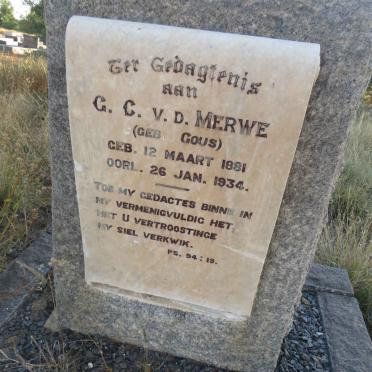 Ter Gedagtenis
aan
G. C. V. D. MERWE
(GEB GOUS)
GEB. 12 MAART 1881
OORL. 26 JAN. 1934.
TOE MY GEDAGTES BINNE IN
MY VERMENIGVULDIG HET,
HET U VERTROOSTINGE
MY SIEL VERKWIK.
PS. 94: 19.